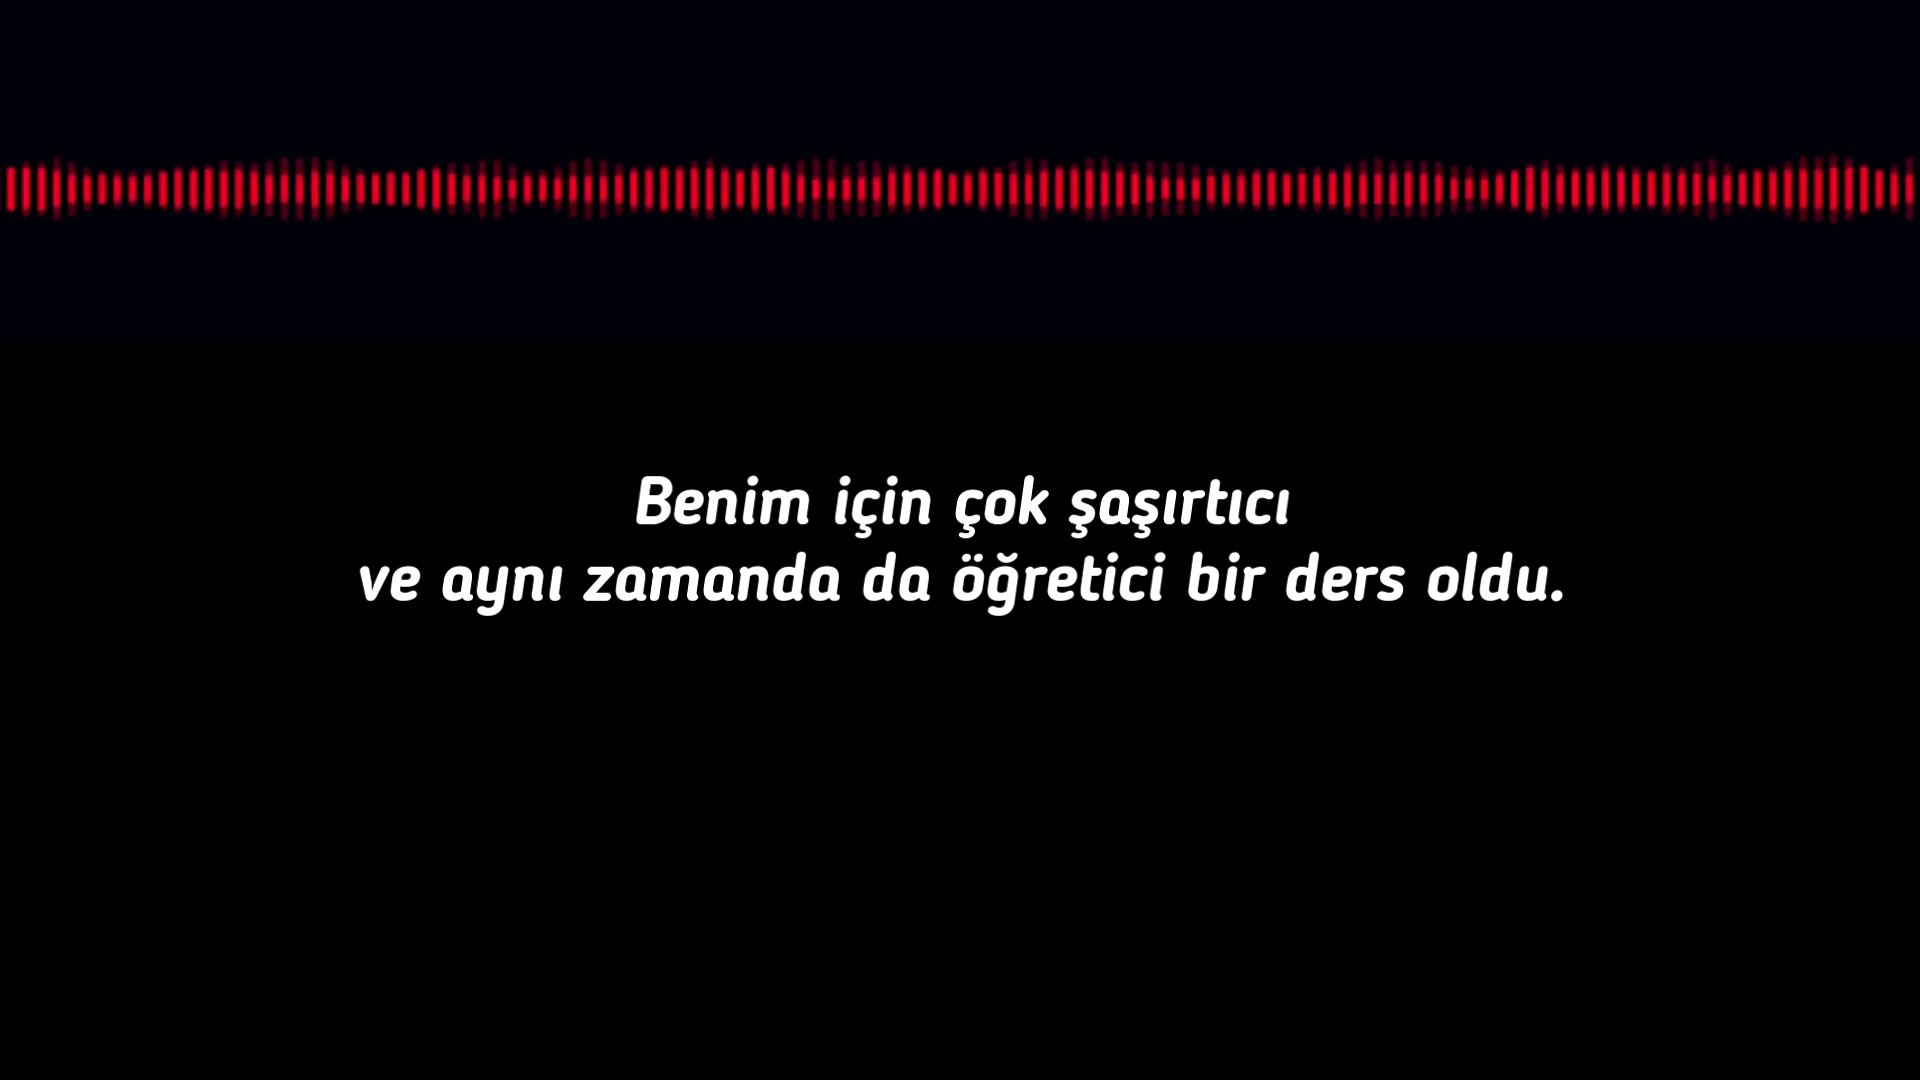 Benim için çok şaşırtıcı
ve aynı zamanda da öğretici bir ders oldu.